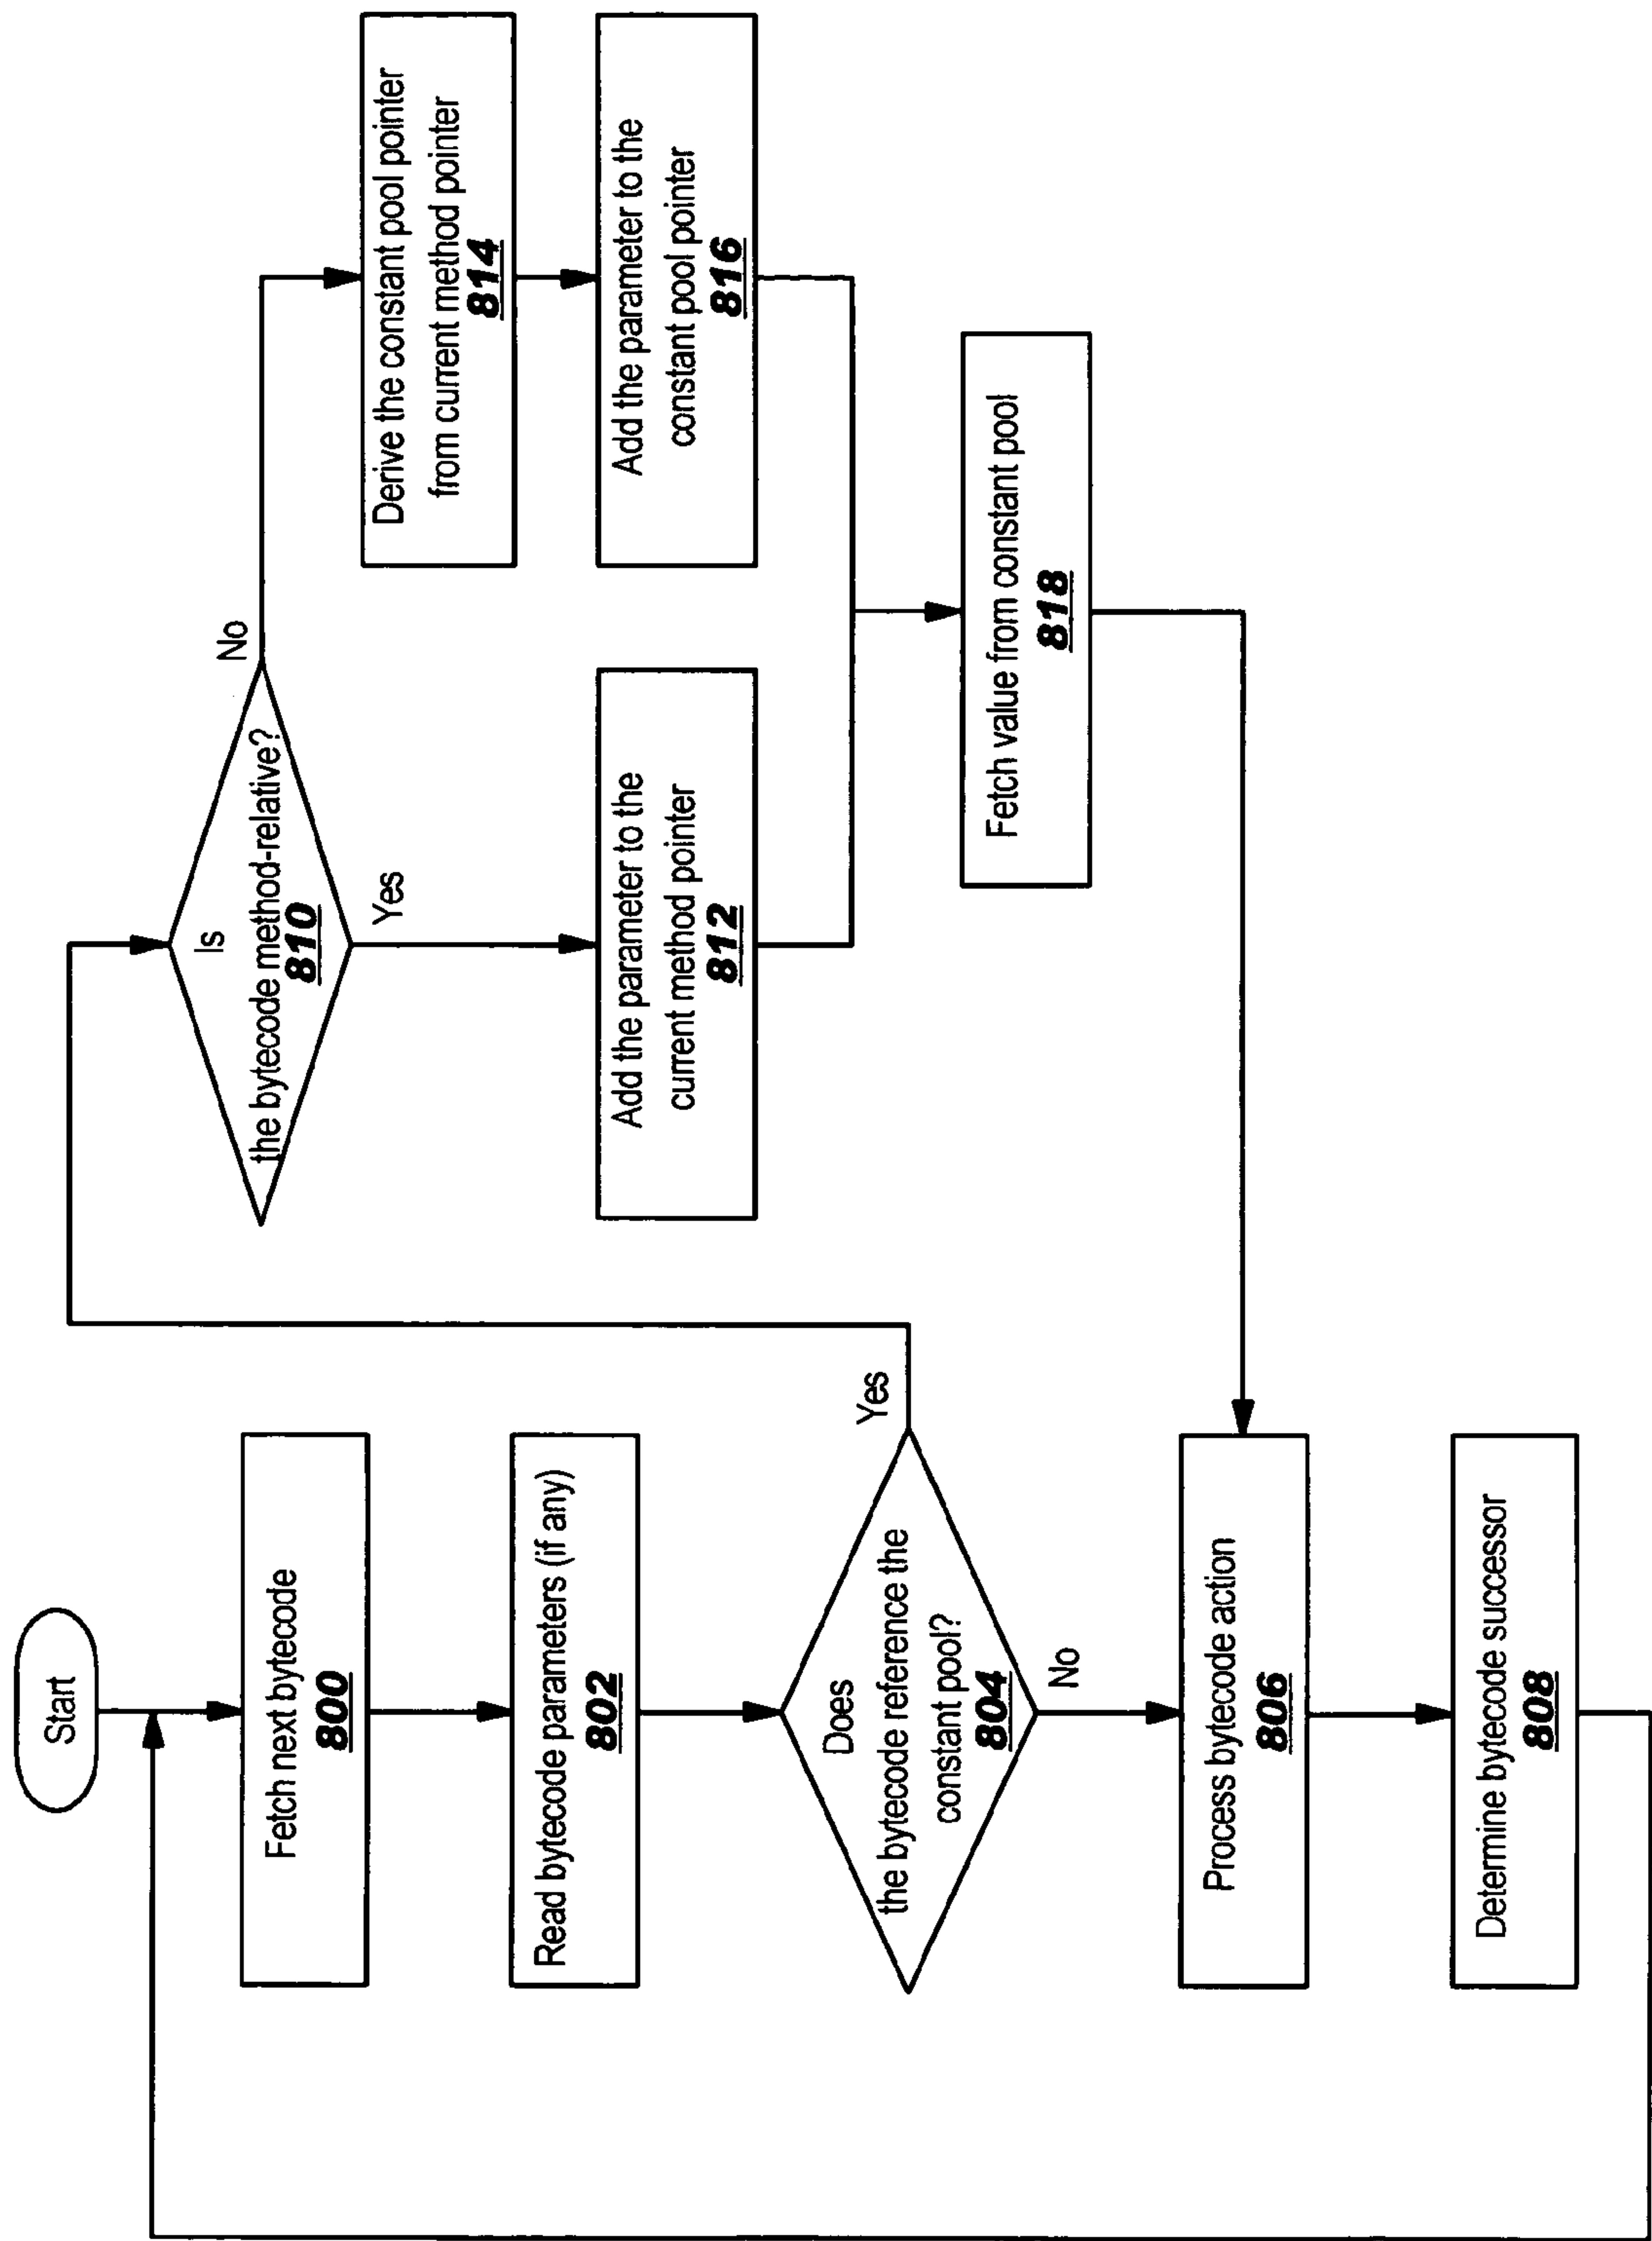 Start
Fetch next bytecode
800
Read bytecode parameters (if any)
802
Does
the bytecode reference the
constant pool?
804
Yes
No
Process bytecode action
806
Determine bytecode successor
808
Is
the bytecode method-relative?
810
No
Yes
Add the parameter to the
current method pointer
812
Derive the constant pool pointer
from current method pointer
814
Add the parameter to the
constant pool pointer
816
Fetch value from constant pool
818